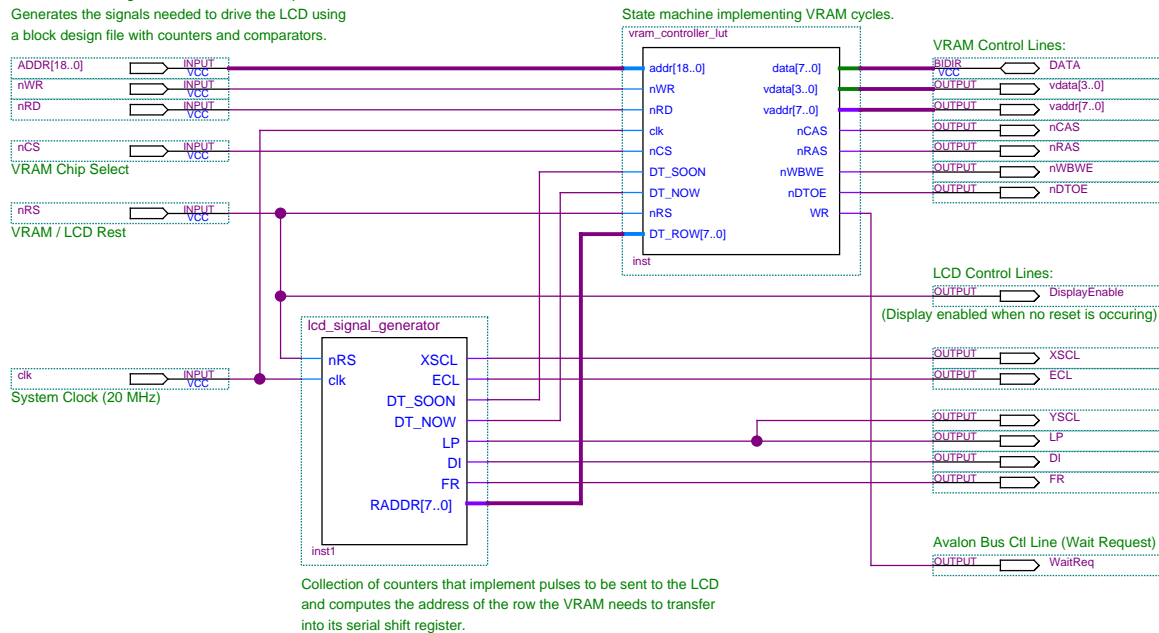 Generates the signals needed to drive the LCD using
a block design file with counters and comparators.
State machine implementing VRAM cycles.
vram_controller_lut
VRAM Control Lines:
ADDR[18..0] INPUT VCC
nWR INPUT VCC
nRD INPUT VCC
nCS INPUT VCC
VRAM Chip Select
nRS INPUT VCC
VRAM / LCD Rest
clk INPUT VCC
System Clock (20 MHz)
addr[18..0] data[7..0]
nWR vdata[3..0]
nRD vaddr[7..0]
clk nCAS
nCS nRAS
DT_SOON nWBWE
DT_NOW nDTOE
nRS WR
DT_ROW[7..0]
inst
BIDIR VCC DATA
OUTPUT vdata[3..0]
OUTPUT vaddr[7..0]
OUTPUT nCAS
OUTPUT nRAS
OUTPUT nWBWE
OUTPUT nDTOE
LCD Control Lines:
OUTPUT DisplayEnable
(Display enabled when no reset is occuring)
lcd_signal_generator
nRS XSCL
clk ECL
DT_SOON
DT_NOW
LP
DI
FR
RADDR[7..0]
inst1
OUTPUT XSCL
OUTPUT ECL
OUTPUT YSCL
OUTPUT LP
OUTPUT DI
OUTPUT FR
Avalon Bus Ctl Line (Wait Request)
OUTPUT WaitReq
Collection of counters that implement pulses to be sent to the LCD
and computes the address of the row the VRAM needs to transfer
into its serial shift register.